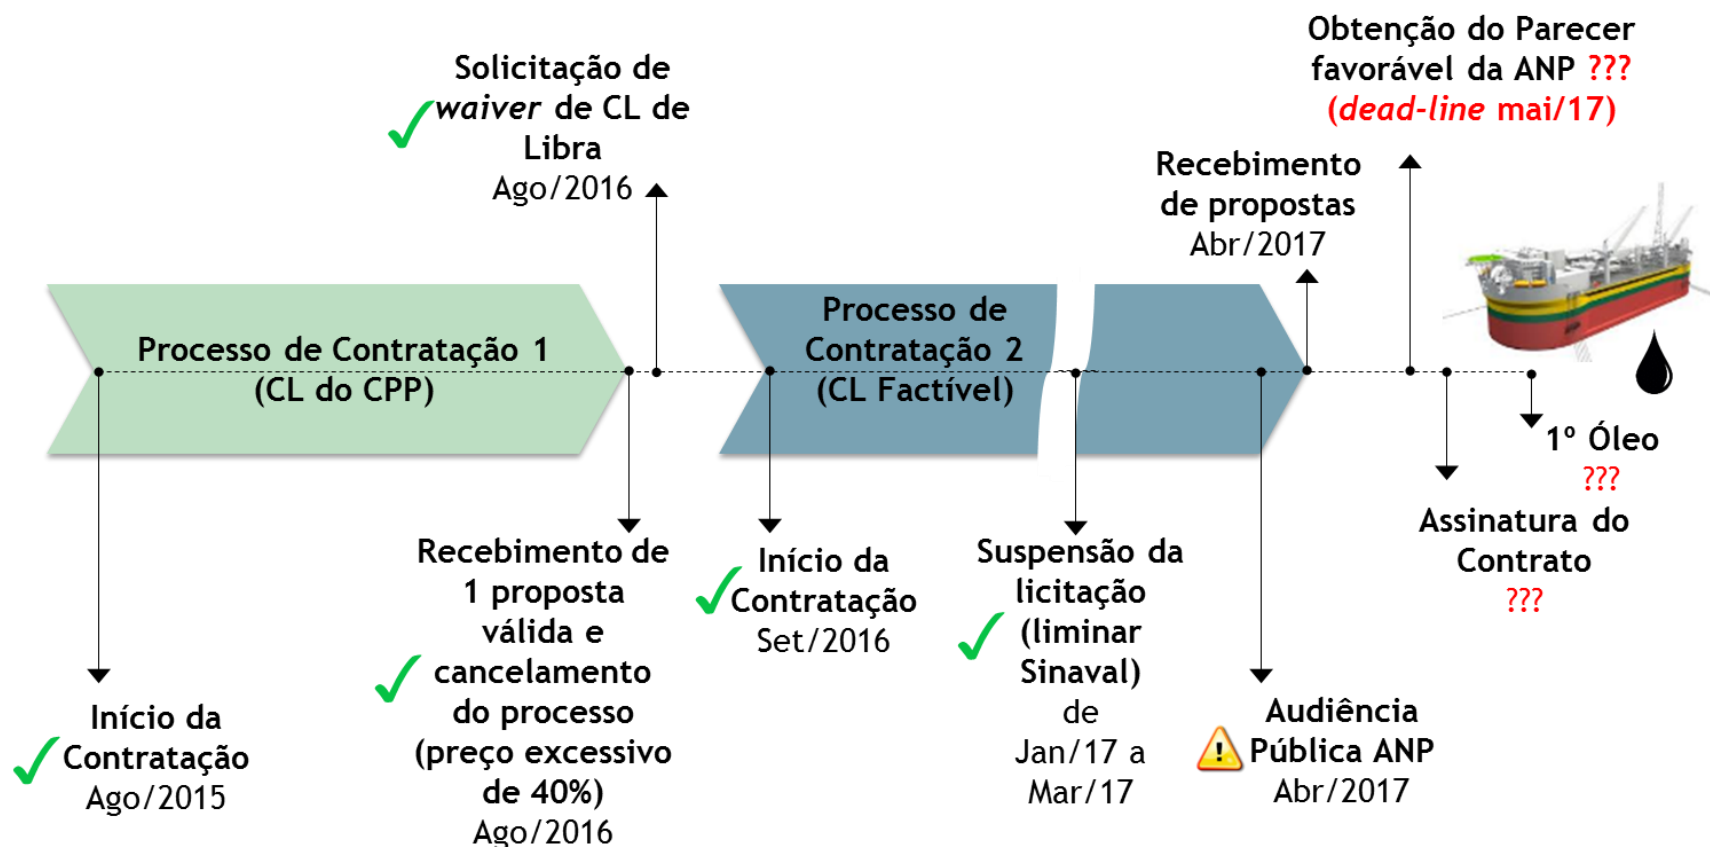 Solicitação de
waiver de CL de
Libra
Ago/2016
Obtenção do Parecer
favorável da ANP ???
(dead-line mai/17)
Recebimento
de propostas
Abr/2017
Processo de Contratação 1
(CL do CPP)
Processo de
Contratação 2
(CL Factível)
1º Óleo
???
Assinatura do
Contrato
???
Início da
Contratação
Ago/2015
Recebimento de
1 proposta
válida e
cancelamento
do processo
(preço excessivo
de 40%)
Ago/2016
Início da
Contratação
Set/2016
Suspensão da
licitação
(liminar
Sinaval)
de
Jan/17 a
Mar/17
Audiência
Pública ANP
Abr/2017